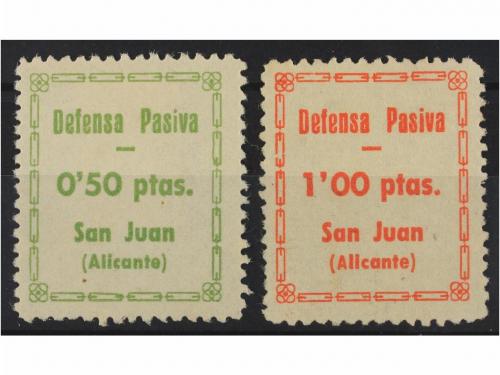 Defensa Pasiva
—
0'50 ptas.
San Juan
(Alicante)
Defensa Pasiva
—
1'00 ptas.
San Juan
(Alicante)